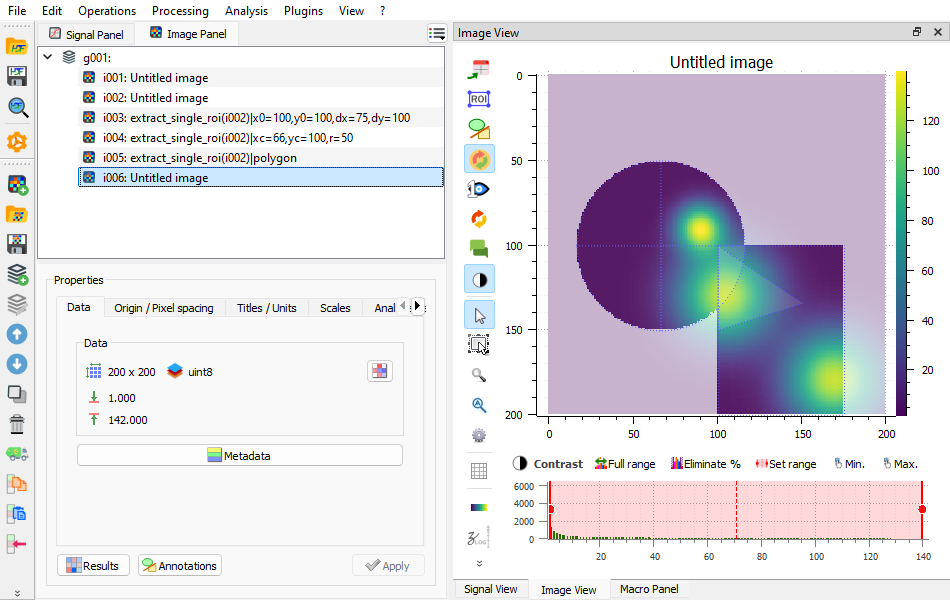 File Edit Operations Processing Analysis Plugins View ?
Signal Panel Image Panel
g001:
i001: Untitled image
i002: Untitled image
i003: extract_single_roi(i002)|x0=100,y0=100,dx=75,dy=100
i004: extract_single_roi(i002)|xc=66,yc=100,r=50
i005: extract_single_roi(i002)|polygon
i006: Untitled image
Properties
Data Origin / Pixel spacing Titles / Units Scales Anal
Data
200 x 200 uint8
1.000
142.000
Metadata
Results Annotations Apply
Image View
ROI
Untitled image
0
50
100
150
200
0 50 100 150 200
120
100
80
60
40
20
Contrast Full range Eliminate % Set range Min. Max.
6000
4000
2000
0
20 40 60 80 100 120 140
Signal View Image View Macro Panel